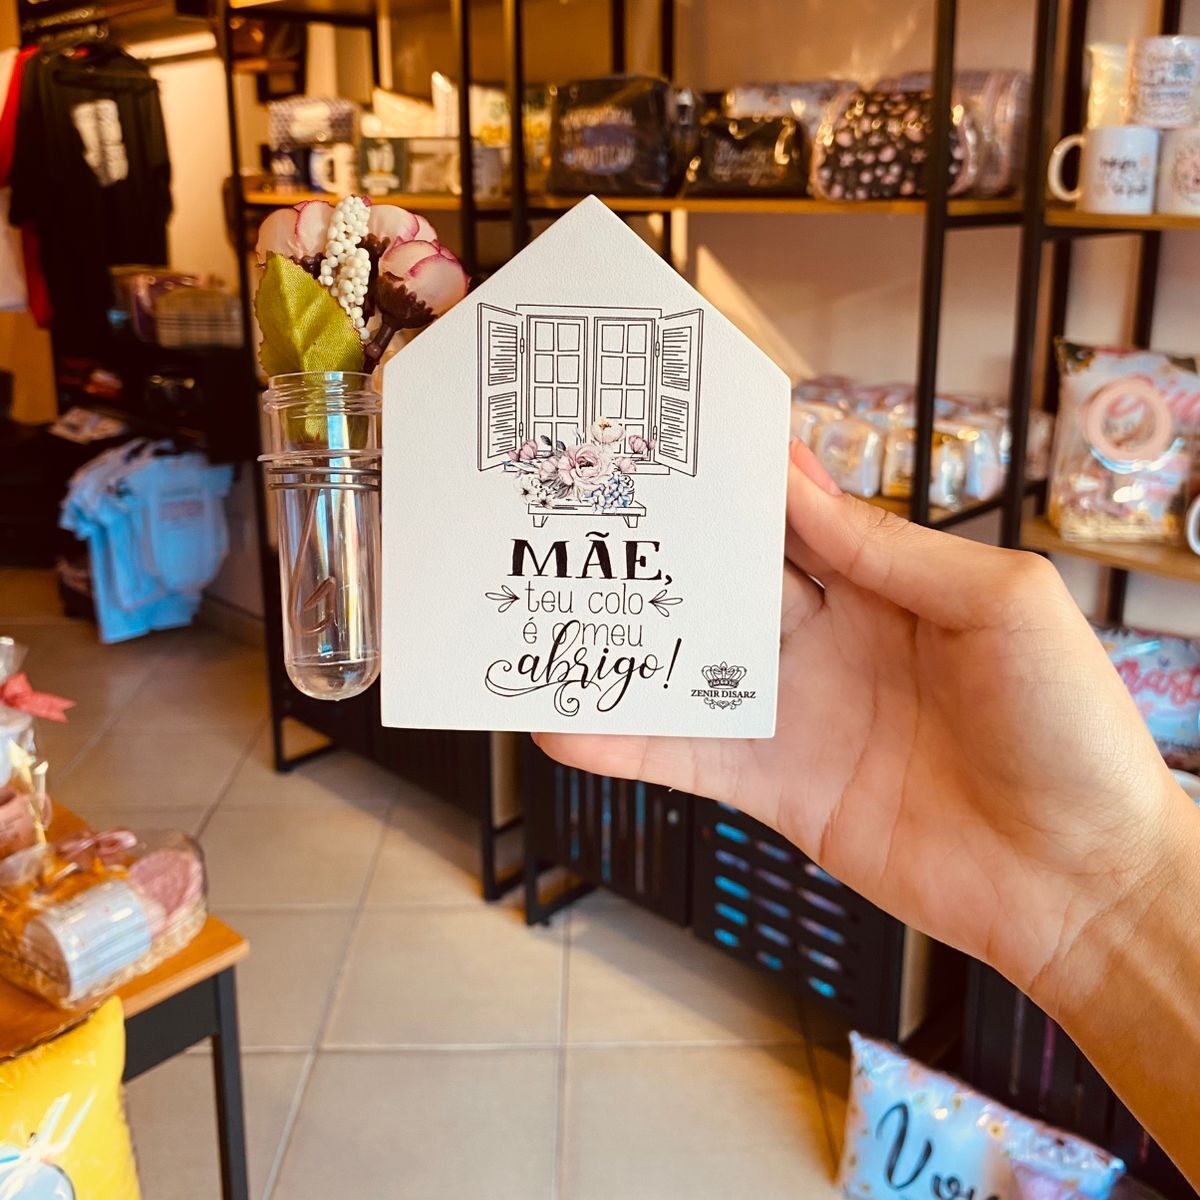 MÃE,
teu colo
é o meu
abrigo!
ZENIR DISARZ